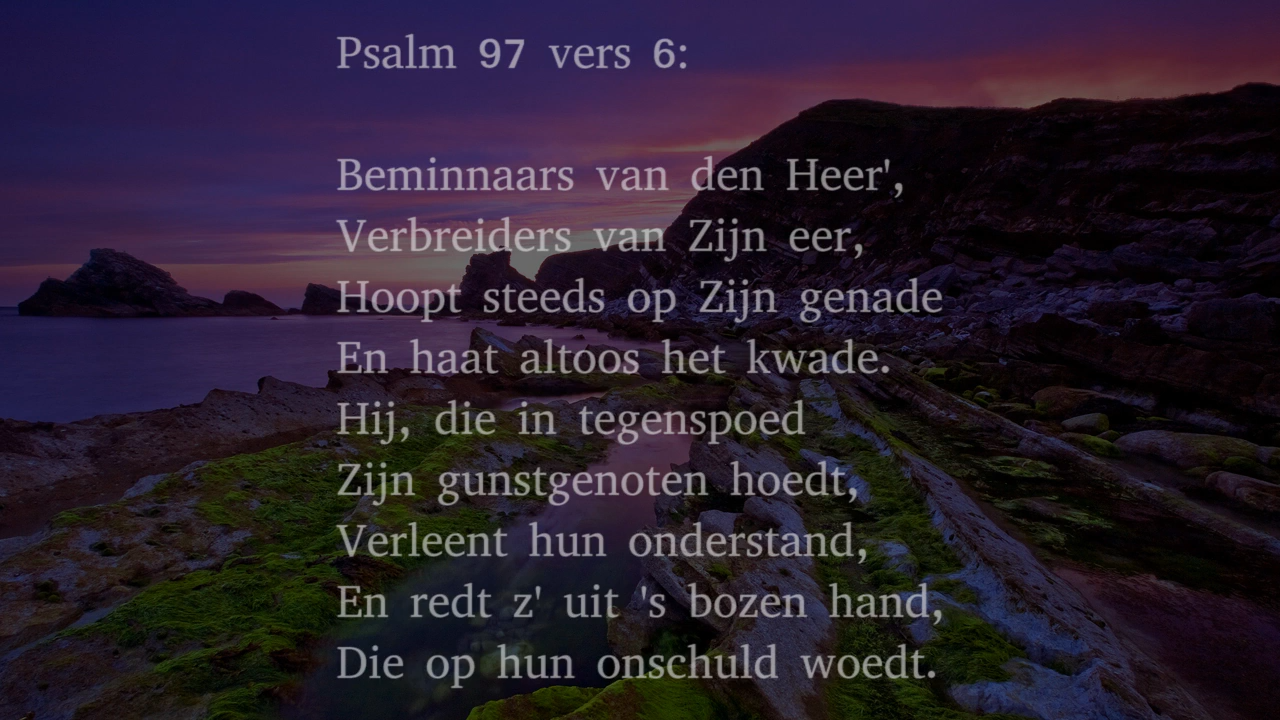 Psalm 97 vers 6:
Beminnaars van den Heer',
Verbreiders van Zijn eer,
Hoopt steeds op Zijn genade
En haat altoos het kwade.
Hij, die in tegenspoed
Zijn gunstgenoten hoedt,
Verleent hun onderstand,
En redt z' uit 's bozen hand,
Die op hun onschuld woedt.